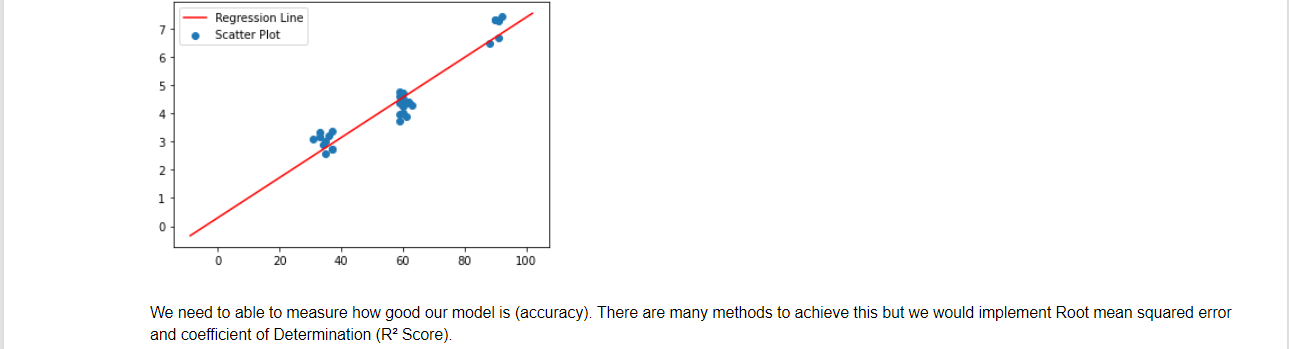 Regression Line
Scatter Plot
7
6
5
4
3
2
1
0
0 20 40 60 80 100
We need to able to measure how good our model is (accuracy). There are many methods to achieve this but we would implement Root mean squared error
and coefficient of Determination (R² Score).